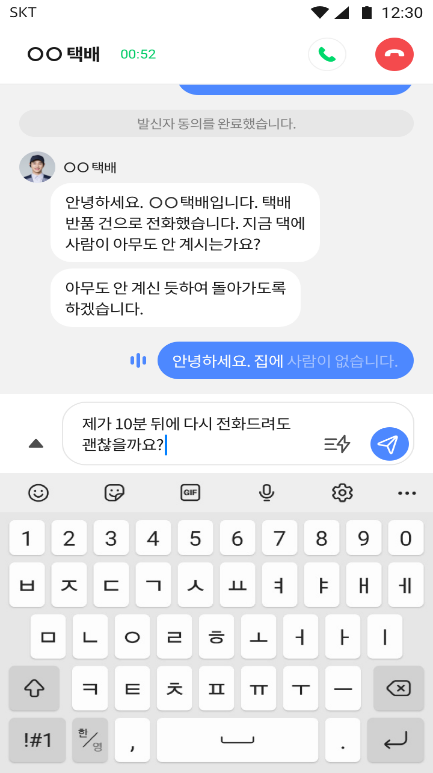 SKT 12:30
〇〇 택배 00:52
발신자 동의를 완료했습니다.
〇〇 택배
안녕하세요. 〇〇택배입니다. 택배
반품 건으로 전화했습니다. 지금 댁에
사람이 아무도 안 계시는가요?
아무도 안 계신 듯하여 돌아가도록
하겠습니다.
안녕하세요. 집에 사람이 없습니다.
제가 10분 뒤에 다시 전화드려도
괜찮을까요?
GIF
1 2 3 4 5 6 7 8 9 0
ㅂ ㅈ ㄷ ㄱ ㅅ ㅛ ㅕ ㅑ ㅐ ㅔ
ㅁ ㄴ ㅇ ㄹ ㅎ ㅗ ㅓ ㅏ ㅣ
ㅋ ㅌ ㅊ ㅍ ㅠ ㅜ ㅡ
!#1 한/영 , .